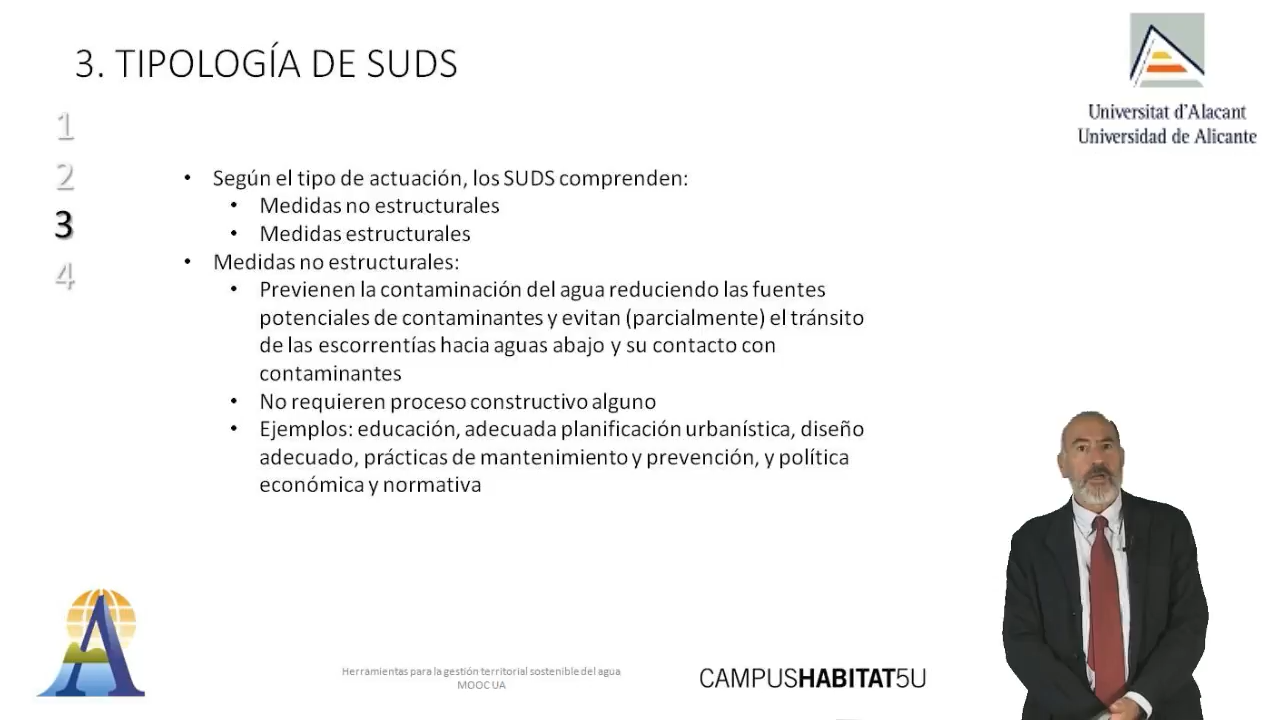 3. TIPOLOGÍA DE SUDS
Universitat d'Alacant
Universidad de Alicante
1
2
3
4
• Según el tipo de actuación, los SUDS comprenden:
• Medidas no estructurales
• Medidas estructurales
• Medidas no estructurales:
• Previenen la contaminación del agua reduciendo las fuentes
potenciales de contaminantes y evitan (parcialmente) el tránsito
de las escorrentías hacia aguas abajo y su contacto con
contaminantes
• No requieren proceso constructivo alguno
• Ejemplos: educación, adecuada planificación urbanística, diseño
adecuado, prácticas de mantenimiento y prevención, y política
económica y normativa
Herramientas para la gestión territorial sostenible del agua
MOOC UA
CAMPUSHABITAT5U